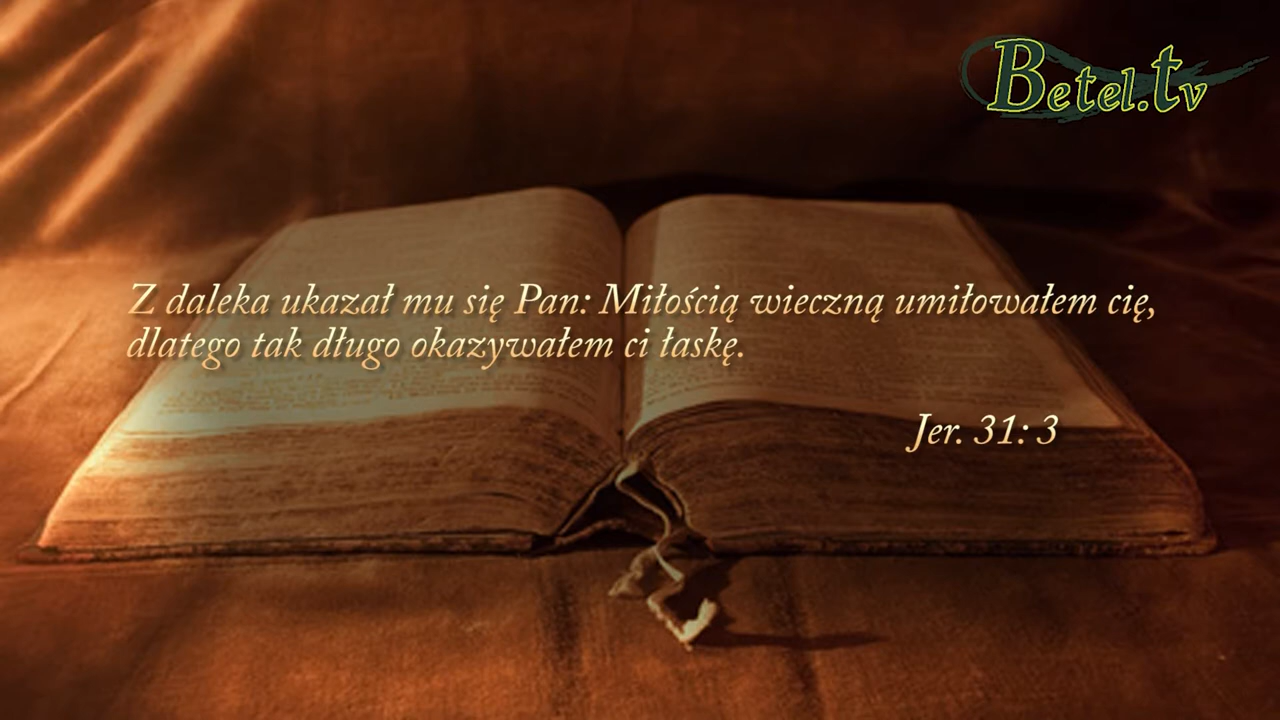 Betel.tv
Z daleka ukazał mu się Pan: Miłością wieczną umiłowałem cię,
dlatego tak długo okazywałem ci łaskę.
Jer. 31: 3